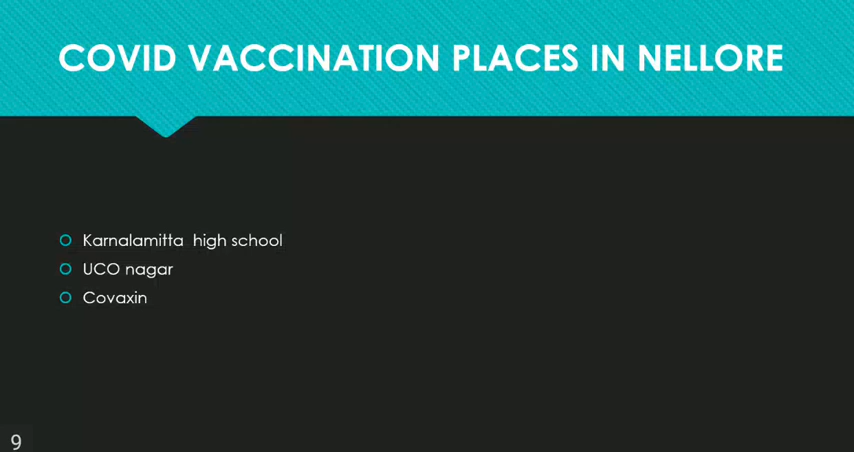 COVID VACCINATION PLACES IN NELLORE
Karnalamitta high school
UCO nagar
Covaxin
9